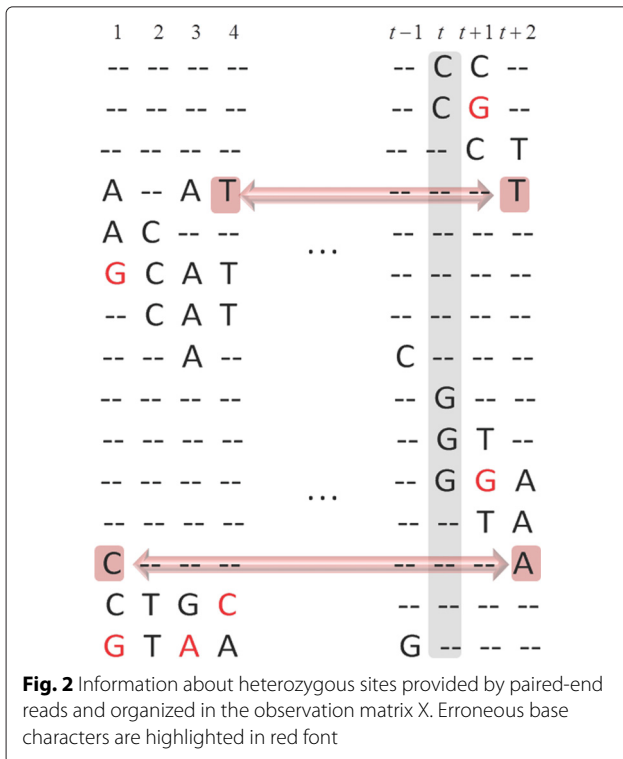 1 2 3 4 t−1 t t+1 t+2
-- -- -- -- -- C C --
-- -- -- -- -- C G --
-- -- -- -- -- -- C T
A -- A T -- -- -- T
A C -- -- -- -- -- --
...
G C A T -- -- -- --
-- C A T -- -- -- --
-- -- A -- C -- -- --
-- -- -- -- -- G -- --
-- -- -- -- -- G T --
-- -- -- -- -- G G A
...
-- -- -- -- -- -- T A
C -- -- -- -- -- -- A
C T G C -- -- -- --
G T A A G -- -- --
Fig. 2 Information about heterozygous sites provided by paired-end
reads and organized in the observation matrix X. Erroneous base
characters are highlighted in red font